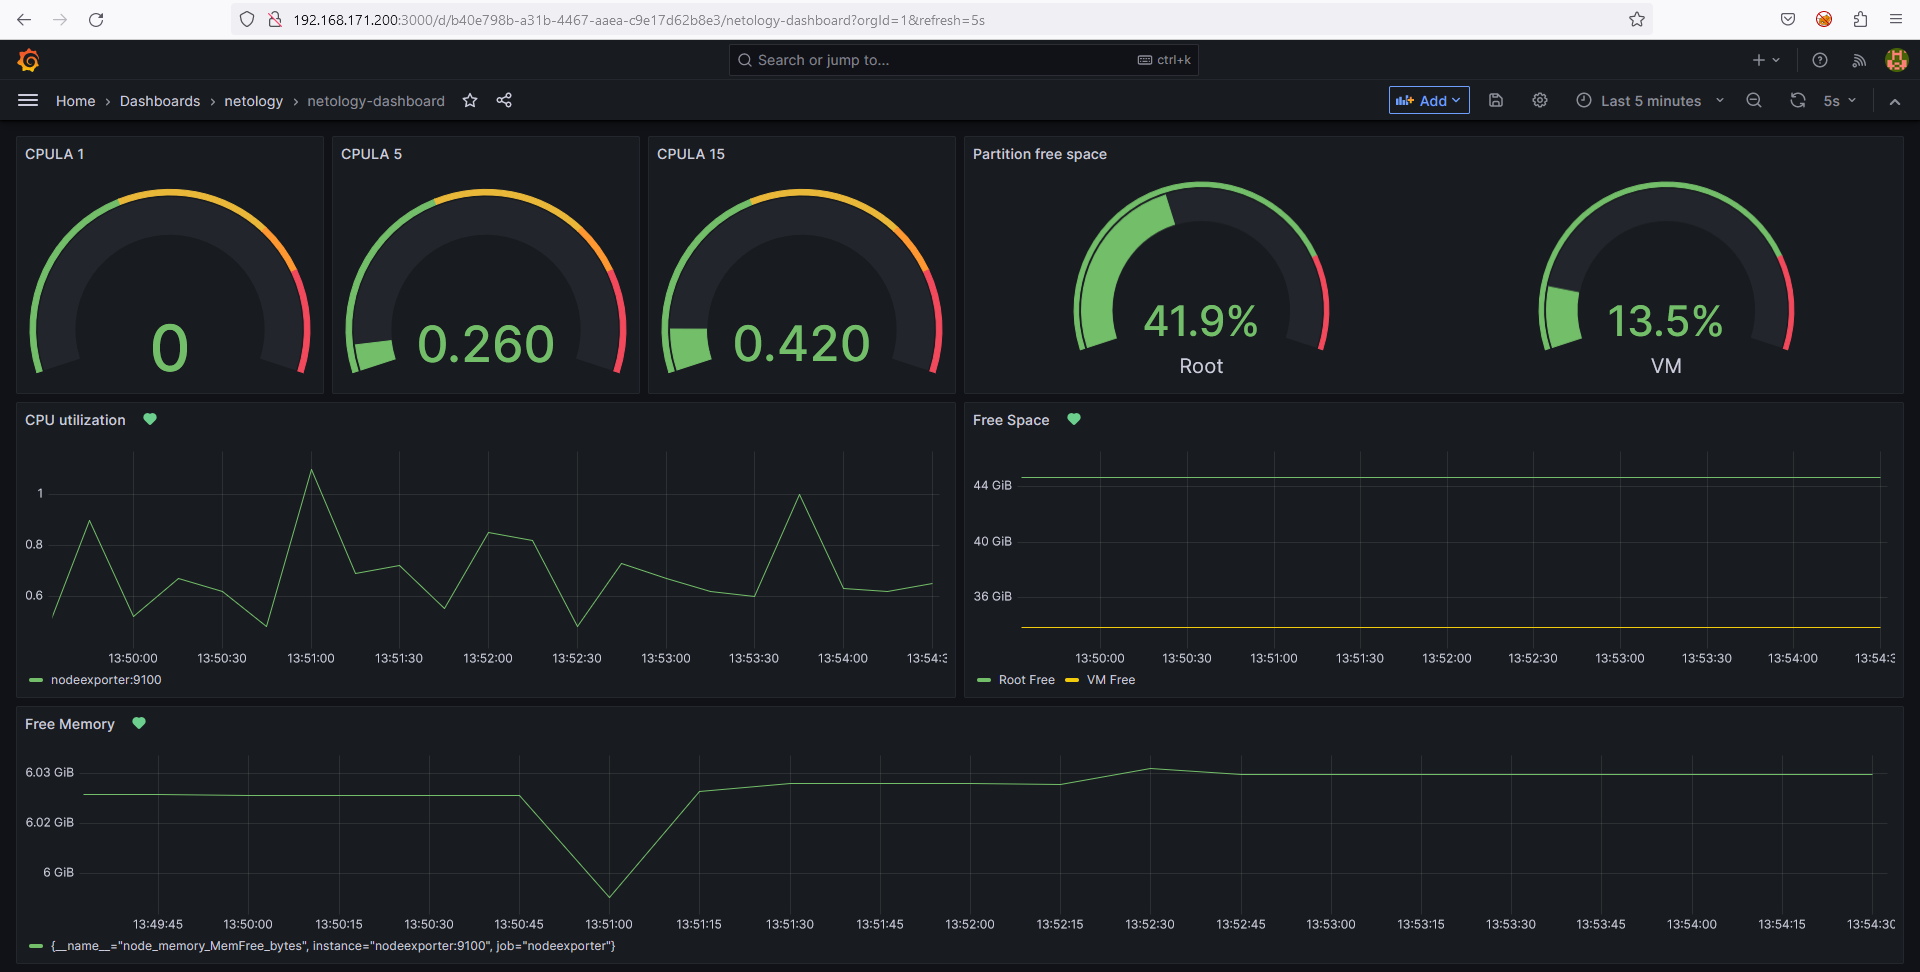 192.168.171.200:3000/d/b40e798b-a31b-4467-aaea-c9e17d62b8e3/netology-dashboard?orgId=1&refresh=5s
Search or jump to... ctrl+k
Home › Dashboards › netology › netology-dashboard Add Last 5 minutes 5s
CPULA 1
0
CPULA 5
0.260
CPULA 15
0.420
Partition free space
41.9%
Root
13.5%
VM
CPU utilization
1
0.8
0.6
13:50:00 13:50:30 13:51:00 13:51:30 13:52:00 13:52:30 13:53:00 13:53:30 13:54:00 13:54:3
nodeexporter:9100
Free Space
44 GiB
40 GiB
36 GiB
13:50:00 13:50:30 13:51:00 13:51:30 13:52:00 13:52:30 13:53:00 13:53:30 13:54:00 13:54:3
Root Free VM Free
Free Memory
6.03 GiB
6.02 GiB
6 GiB
13:49:45 13:50:00 13:50:15 13:50:30 13:50:45 13:51:00 13:51:15 13:51:30 13:51:45 13:52:00 13:52:15 13:52:30 13:52:45 13:53:00 13:53:15 13:53:30 13:53:45 13:54:00 13:54:15 13:54:30
{__name__="node_memory_MemFree_bytes", instance="nodeexporter:9100", job="nodeexporter"}